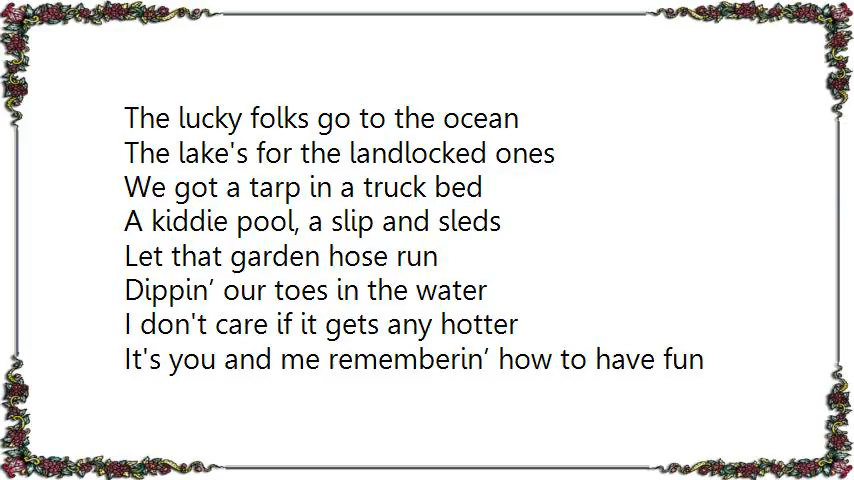 The lucky folks go to the ocean
The lake's for the landlocked ones
We got a tarp in a truck bed
A kiddie pool, a slip and sleds
Let that garden hose run
Dippin’ our toes in the water
I don't care if it gets any hotter
It's you and me rememberin’ how to have fun